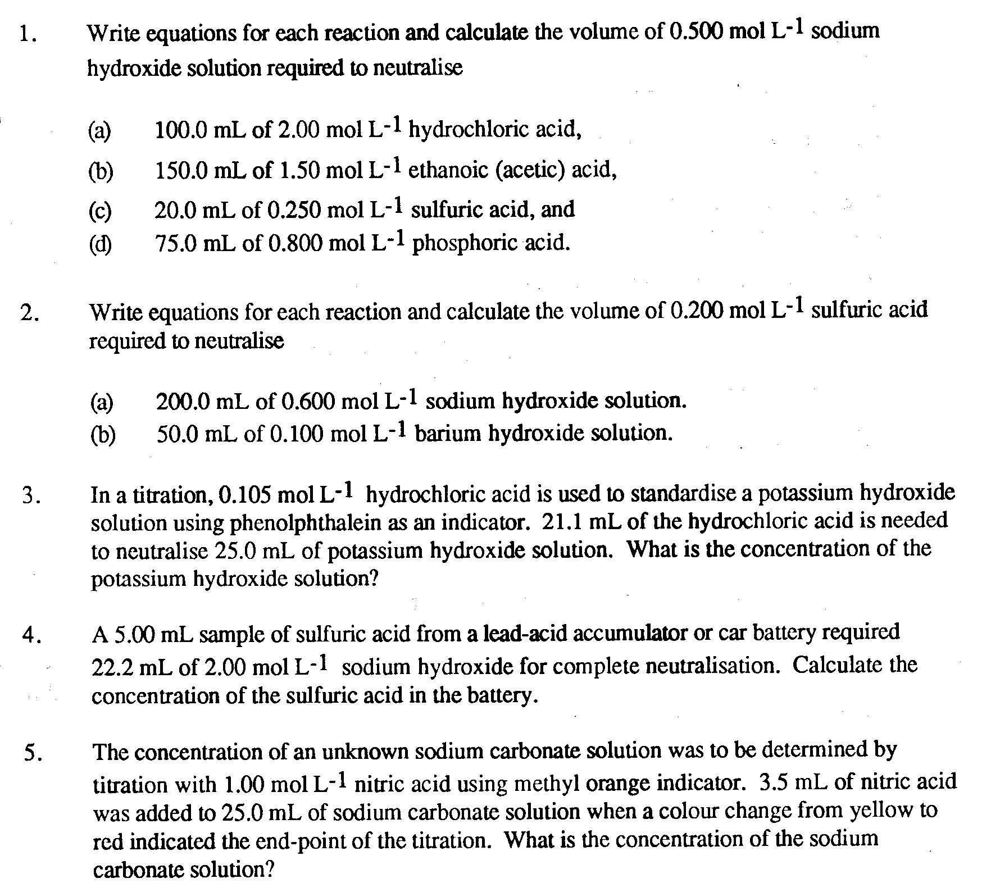 1. Write equations for each reaction and calculate the volume of 0.500 mol L-1 sodium
hydroxide solution required to neutralise
(a) 100.0 mL of 2.00 mol L-1 hydrochloric acid,
(b) 150.0 mL of 1.50 mol L-1 ethanoic (acetic) acid,
(c) 20.0 mL of 0.250 mol L-1 sulfuric acid, and
(d) 75.0 mL of 0.800 mol L-1 phosphoric acid.
2. Write equations for each reaction and calculate the volume of 0.200 mol L-1 sulfuric acid
required to neutralise
(a) 200.0 mL of 0.600 mol L-1 sodium hydroxide solution.
(b) 50.0 mL of 0.100 mol L-1 barium hydroxide solution.
3. In a titration, 0.105 mol L-1 hydrochloric acid is used to standardise a potassium hydroxide
solution using phenolphthalein as an indicator. 21.1 mL of the hydrochloric acid is needed
to neutralise 25.0 mL of potassium hydroxide solution. What is the concentration of the
potassium hydroxide solution?
4. A 5.00 mL sample of sulfuric acid from a lead-acid accumulator or car battery required
22.2 mL of 2.00 mol L-1 sodium hydroxide for complete neutralisation. Calculate the
concentration of the sulfuric acid in the battery.
5. The concentration of an unknown sodium carbonate solution was to be determined by
titration with 1.00 mol L-1 nitric acid using methyl orange indicator. 3.5 mL of nitric acid
was added to 25.0 mL of sodium carbonate solution when a colour change from yellow to
red indicated the end-point of the titration. What is the concentration of the sodium
carbonate solution?